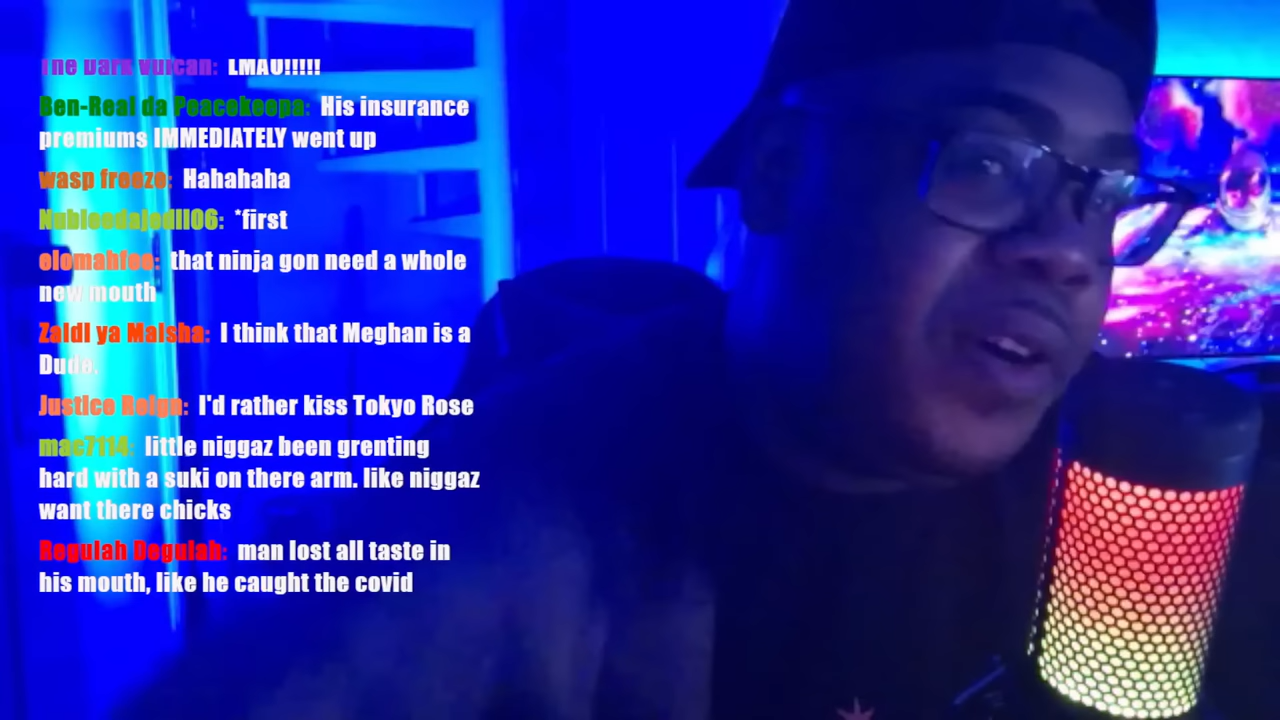 The Dark Vulcan: LMAO!!!!!
Ben-Real da Peacekeepa: His insurance
premiums IMMEDIATELY went up
wasp freeze: Hahahaha
Nubleedajedii06: *first
elomahfee: that ninja gon need a whole
new mouth
Zaidi ya Maisha: I think that Meghan is a
Dude.
Justice Reign: I'd rather kiss Tokyo Rose
mac7114: little niggaz been grenting
hard with a suki on there arm. like niggaz
want there chicks
Regulah Degulah: man lost all taste in
his mouth, like he caught the covid